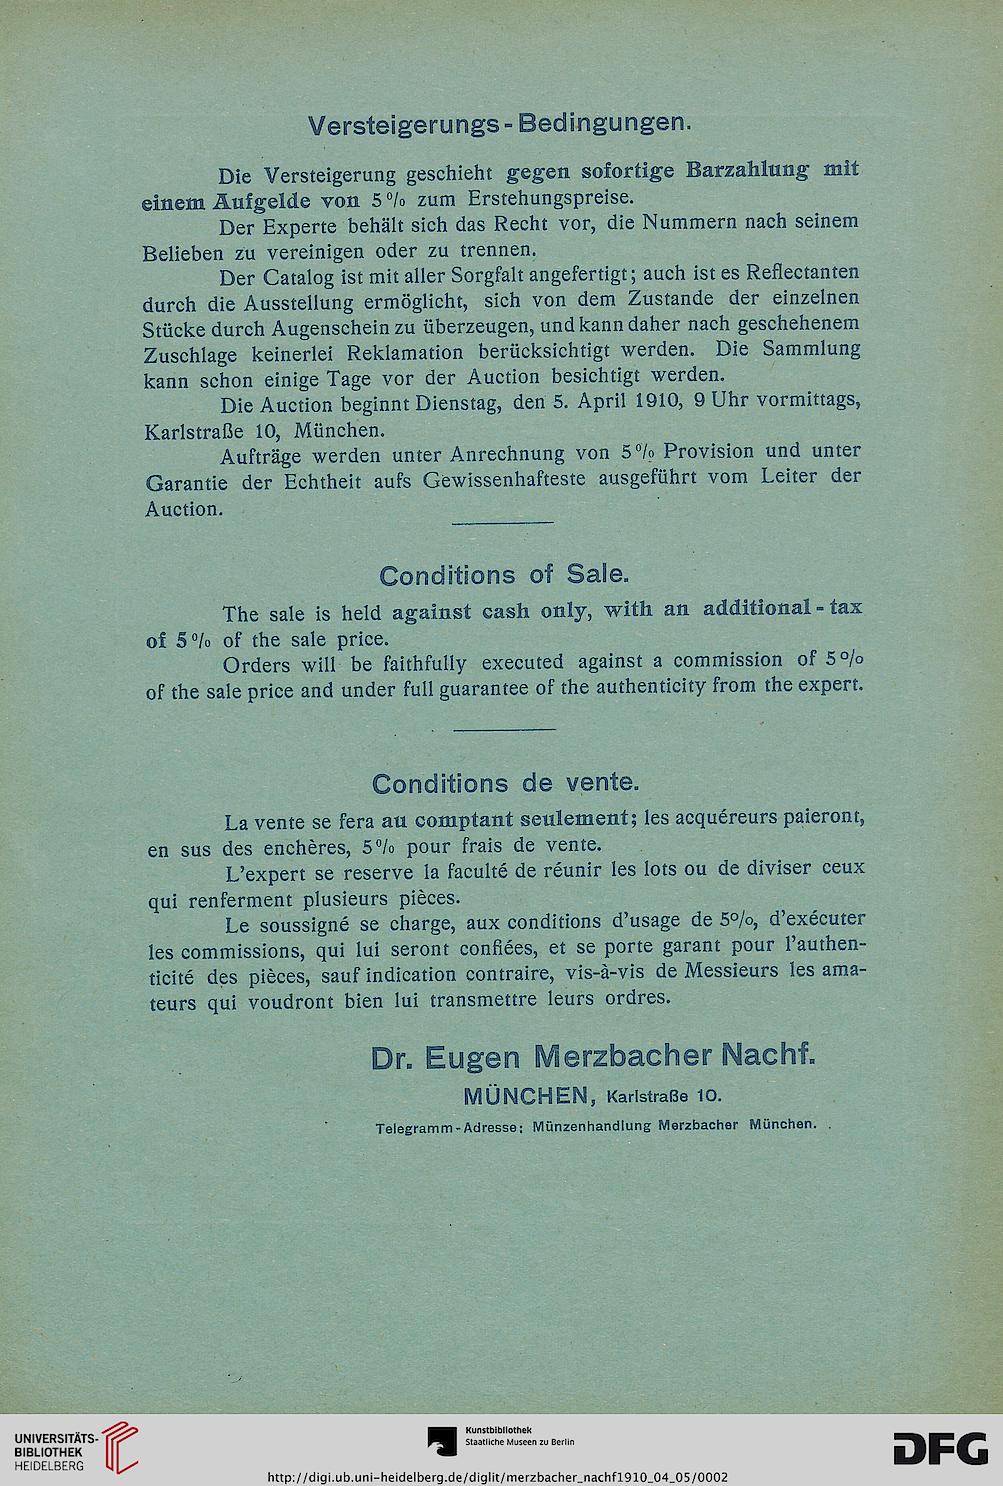 Versteigerungs-Bedingungen.
Die Versteigerung geschieht gegen sofortige Barzahlung mit
einem Aufgelde von 5% zum Erstehungspreise.
Der Experte behält sich das Recht vor, die Nummern nach seinem
Belieben zu vereinigen oder zu trennen.
Der Catalog ist mit aller Sorgfalt angefertigt; auch ist es Reflectanten
durch die Ausstellung ermöglicht, sich von dem Zustande der einzelnen
Stücke durch Augenschein zu überzeugen, und kann daher nach geschehenem
Zuschlage keinerlei Reklamation berücksichtigt werden. Die Sammlung
kann schon einige Tage vor der Auction besichtigt werden.
Die Auction beginnt Dienstag, den 5. April 1910, 9 Uhr vormittags,
Karlstraße 10, München.
Aufträge werden unter Anrechnung von 5% Provision und unter
Garantie der Echtheit aufs Gewissenhafteste ausgeführt vom Leiter der
Auction.
Conditions of Sale.
The sale is held against cash only, with an additional-tax
of 5% of the sale price.
Orders will be faithfully executed against a commission of 5%
of the sale price and under full guarantee of the authenticity from the expert.
Conditions de vente.
La vente se fera au comptant seulement; les acquéreurs paieront,
en sus des enchères, 5% pour frais de vente.
L'expert se reserve la faculté de réunir les lots ou de diviser ceux
qui renferment plusieurs pièces.
Le soussigné se charge, aux conditions d'usage de 5%, d'exécuter
les commissions, qui lui seront confiées, et se porte garant pour l'authen-
ticité des pièces, sauf indication contraire, vis-à-vis de Messieurs les ama-
teurs qui voudront bien lui transmettre leurs ordres.
Dr. Eugen Merzbacher Nachf.
MÜNCHEN, Karlstraße 10.
Telegramm-Adresse: Münzenhandlung Merzbacher München.
UNIVERSITÄTS-
BIBLIOTHEK
HEIDELBERG
Kunstbibliothek
Staatliche Museen zu Berlin
DFG
http://digi.ub.uni-heidelberg.de/diglit/merzbacher_nachf1910_04_05/0002